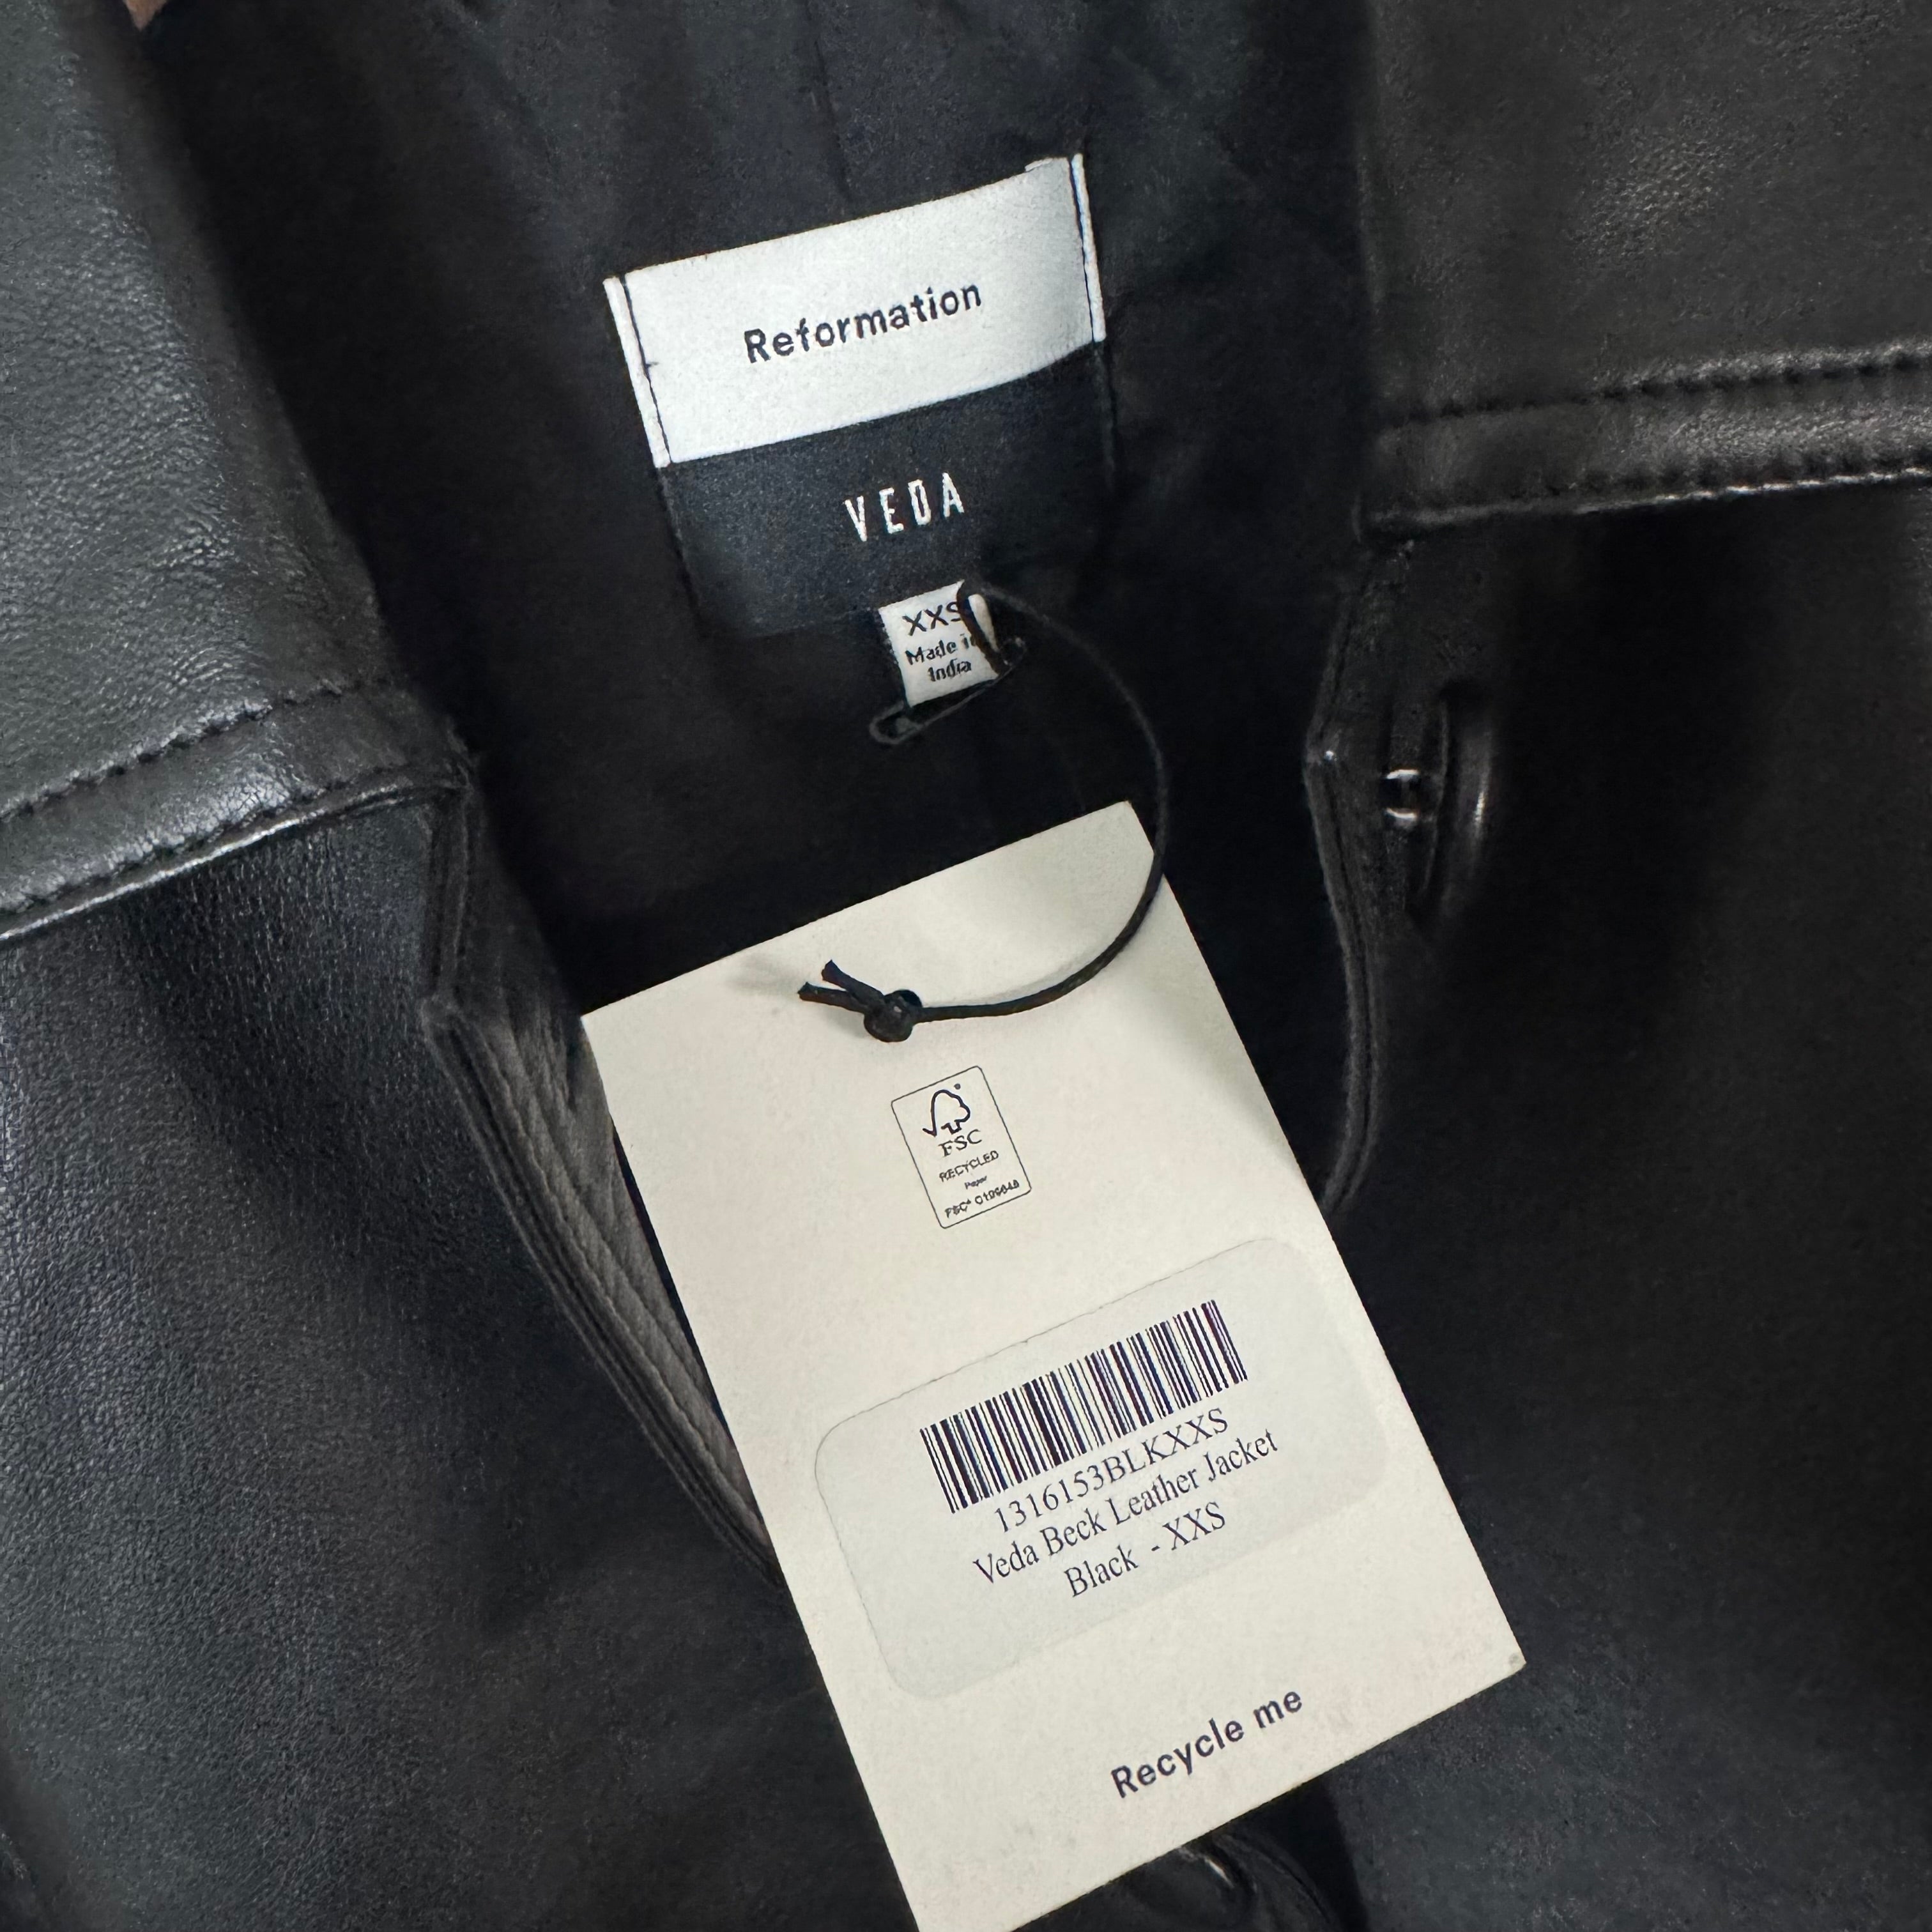 Reformation
VEDA
XXS
Made in
India
FSC
RECYCLED
Paper
1316153BLKXXS
Veda Beck Leather Jacket
Black - XXS
Recycle me